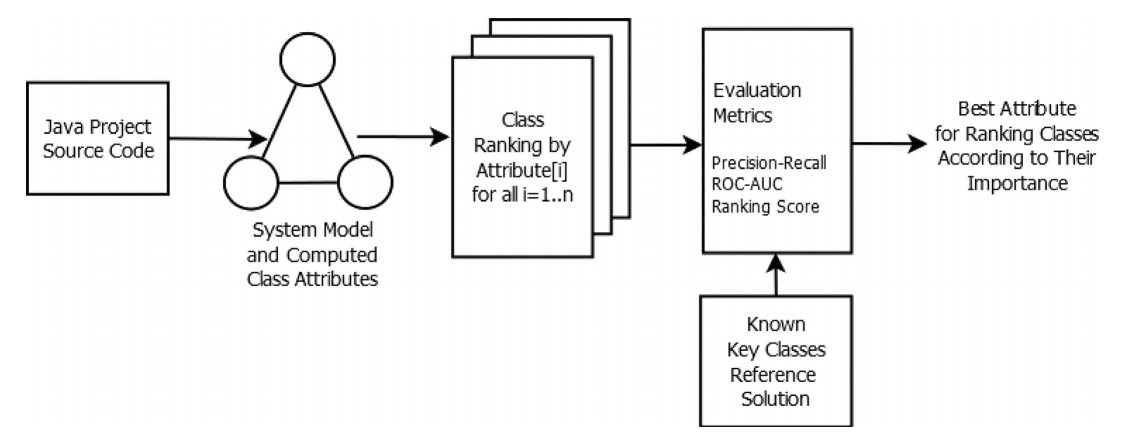 Java Project
Source Code
System Model
and Computed
Class Attributes
Class
Ranking by
Attribute[i]
for all i=1..n
Evaluation
Metrics
Precision-Recall
ROC-AUC
Ranking Score
Known
Key Classes
Reference
Solution
Best Attribute
for Ranking Classes
According to Their
Importance